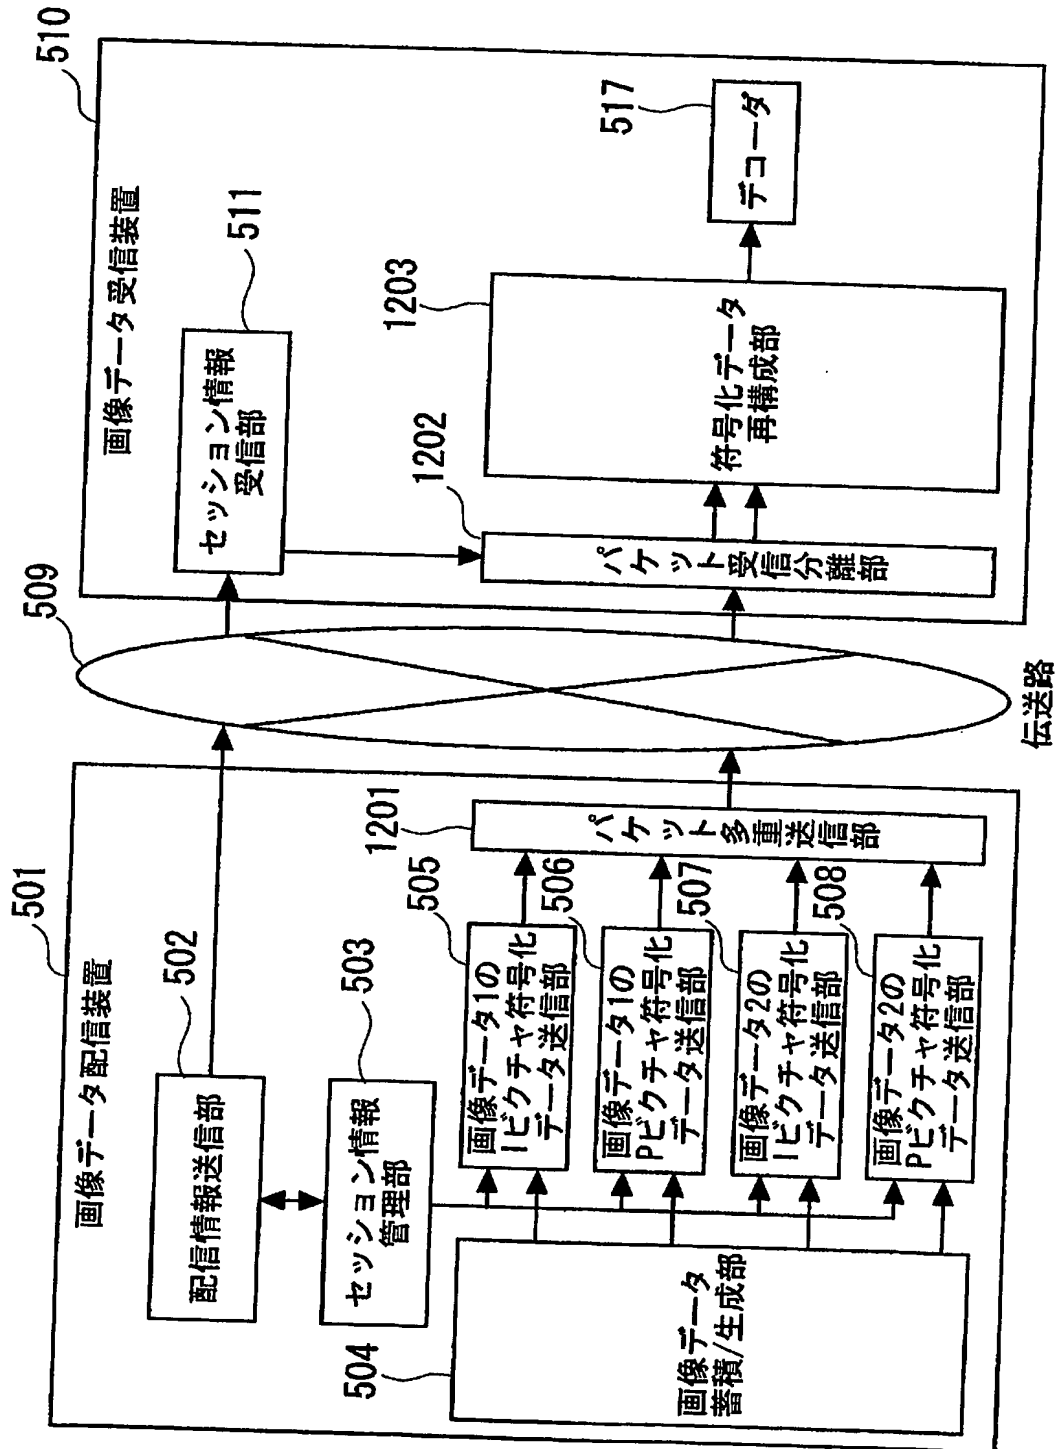 501
画像データ配信装置
502
配信情報送信部
503
セッション情報
管理部
504
画像データ
蓄積/生成部
505
画像データ1の
Iピクチャ符号化
データ送信部
506
画像データ1の
Pピクチャ符号化
データ送信部
507
画像データ2の
Iピクチャ符号化
データ送信部
508
画像データ2の
Pピクチャ符号化
データ送信部
1201
パケット多重送信部
509
伝送路
510
画像データ受信装置
511
セッション情報
受信部
1202
パケット受信分離部
1203
符号化データ
再構成部
517
デコーダ